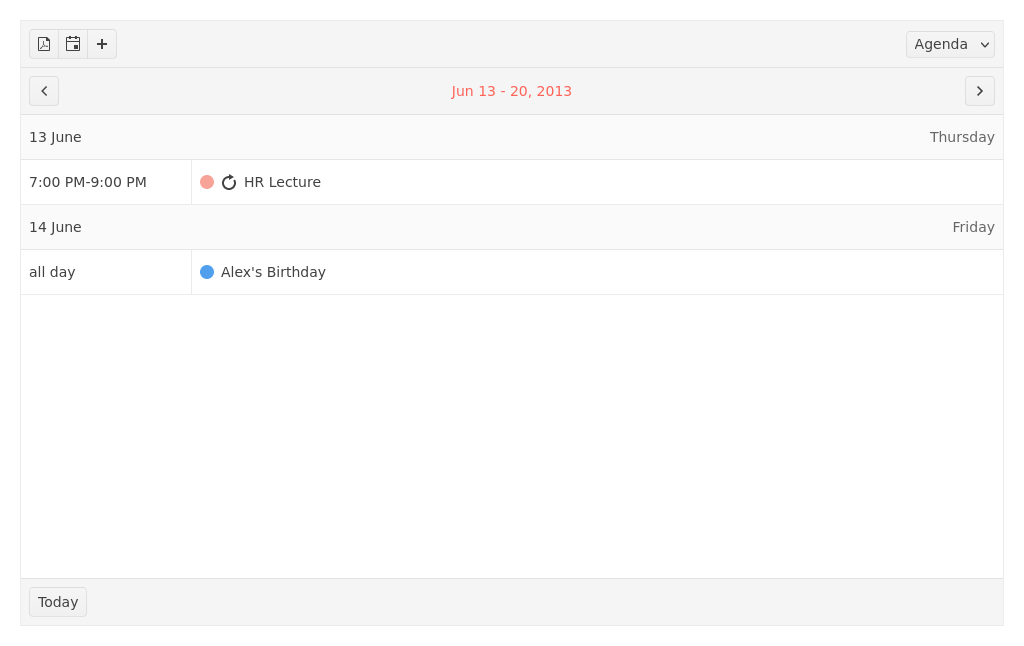 Agenda
Jun 13 - 20, 2013
13 June Thursday
7:00 PM-9:00 PM HR Lecture
14 June Friday
all day Alex's Birthday
Today